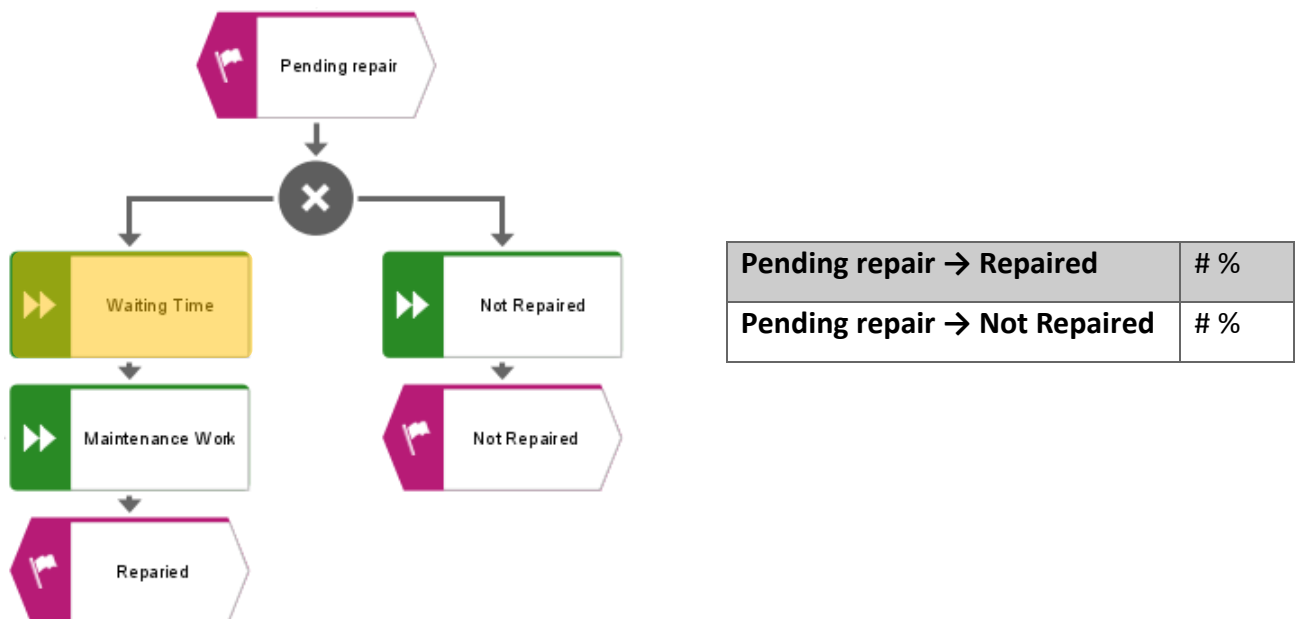 Pending repair
Waiting Time
Not Repaired
Maintenance Work
Not Repaired
Reparied
Pending repair → Repaired # %
Pending repair → Not Repaired # %